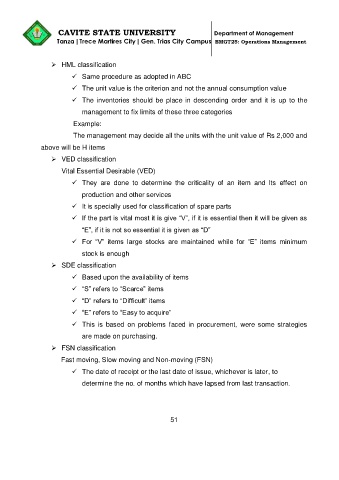 CAVITE STATE UNIVERSITY
Department of Management
Tanza | Trece Martires City | Gen. Trias City Campus
BMGT25: Operations Management
➢ HML classification
✓ Same procedure as adopted in ABC
✓ The unit value is the criterion and not the annual consumption value
✓ The inventories should be place in descending order and it is up to the
management to fix limits of these three categories
Example:
The management may decide all the units with the unit value of Rs 2,000 and
above will be H items
➢ VED classification
Vital Essential Desirable (VED)
✓ They are done to determine the criticality of an item and its effect on
production and other services
✓ It is specially used for classification of spare parts
✓ If the part is vital most it is give “V”, if it is essential then it will be given as
“E”, if it is not so essential it is given as “D”
✓ For “V” items large stocks are maintained while for “E” items minimum
stock is enough
➢ SDE classification
✓ Based upon the availability of items
✓ “S” refers to “Scarce” items
✓ “D” refers to “Difficult” items
✓ “E” refers to “Easy to acquire”
✓ This is based on problems faced in procurement, were some strategies
are made on purchasing.
➢ FSN classification
Fast moving, Slow moving and Non-moving (FSN)
✓ The date of receipt or the last date of issue, whichever is later, to
determine the no. of months which have lapsed from last transaction.
51